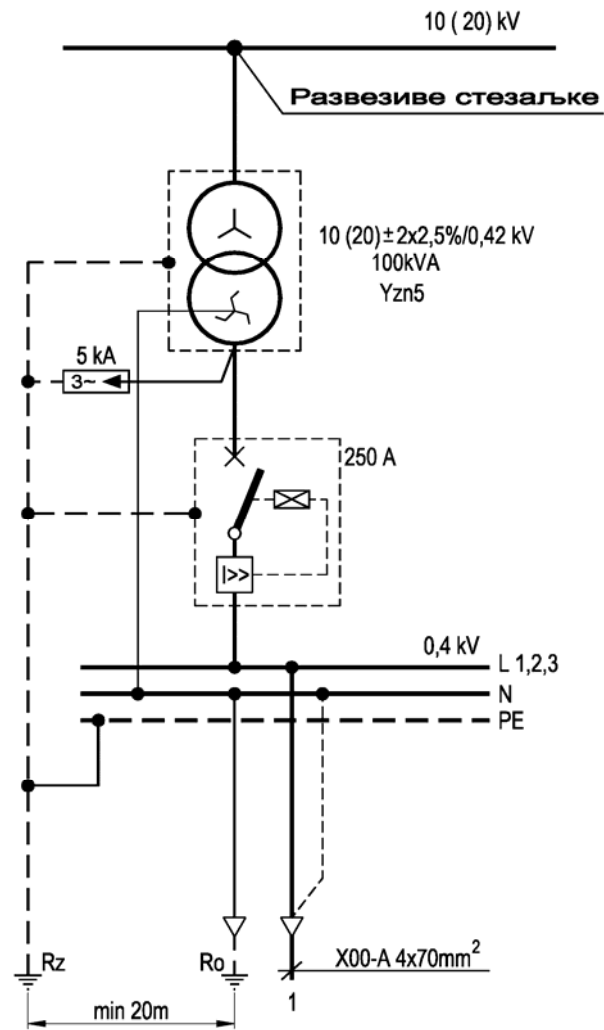 10 ( 20) kV
Развезиве стезаљке
10 (20)±2x2,5%/0,42 kV
100kVA
Yzn5
5 kA
3~
250 A
|>>
0,4 kV
L 1,2,3
N
PE
Rz
Ro
X00-A 4x70mm²
1
min 20m